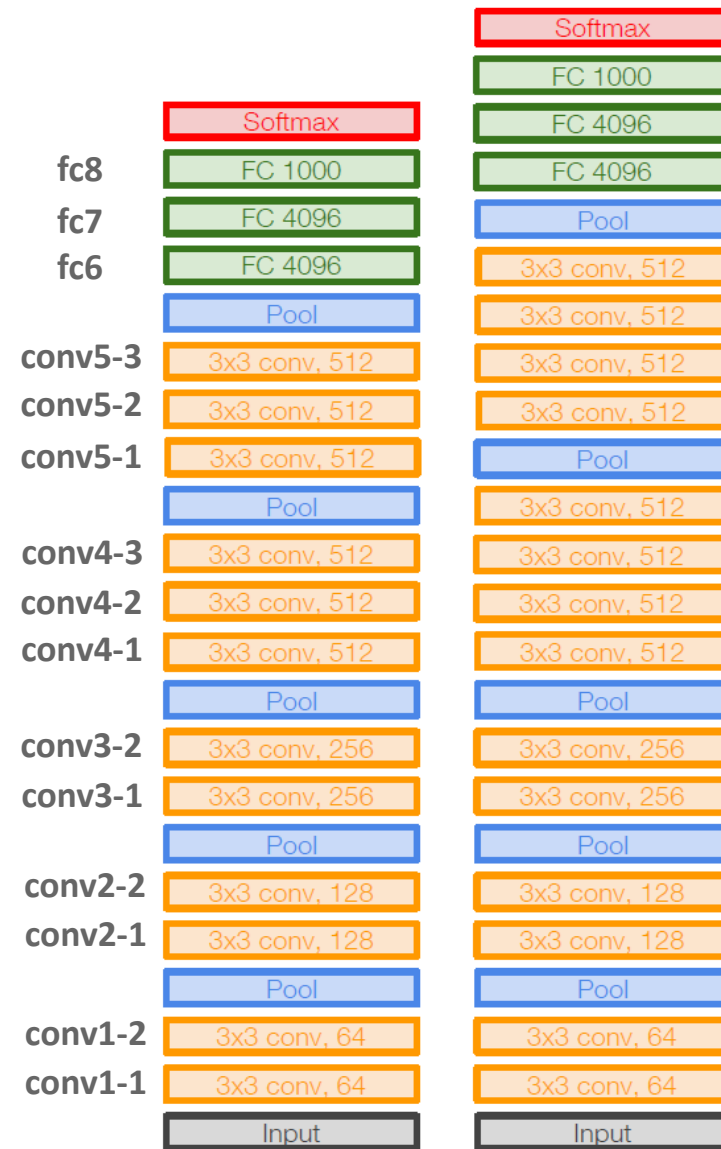 Softmax
FC 1000
Softmax FC 4096
fc8 FC 1000 FC 4096
fc7 FC 4096 Pool
fc6 FC 4096 3x3 conv, 512
Pool 3x3 conv, 512
conv5-3 3x3 conv, 512 3x3 conv, 512
conv5-2 3x3 conv, 512 3x3 conv, 512
conv5-1 3x3 conv, 512 Pool
Pool 3x3 conv, 512
conv4-3 3x3 conv, 512 3x3 conv, 512
conv4-2 3x3 conv, 512 3x3 conv, 512
conv4-1 3x3 conv, 512 3x3 conv, 512
Pool Pool
conv3-2 3x3 conv, 256 3x3 conv, 256
conv3-1 3x3 conv, 256 3x3 conv, 256
Pool Pool
conv2-2 3x3 conv, 128 3x3 conv, 128
conv2-1 3x3 conv, 128 3x3 conv, 128
Pool Pool
conv1-2 3x3 conv, 64 3x3 conv, 64
conv1-1 3x3 conv, 64 3x3 conv, 64
Input Input